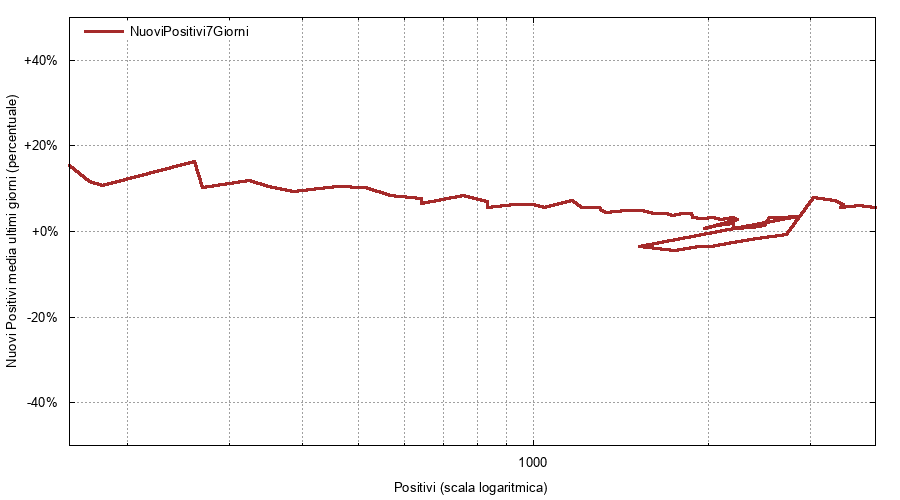 NuoviPositivi7Giorni
+40%
+20%
+0%
-20%
-40%
Nuovi Positivi media ultimi giorni (percentuale)
1000
Positivi (scala logaritmica)